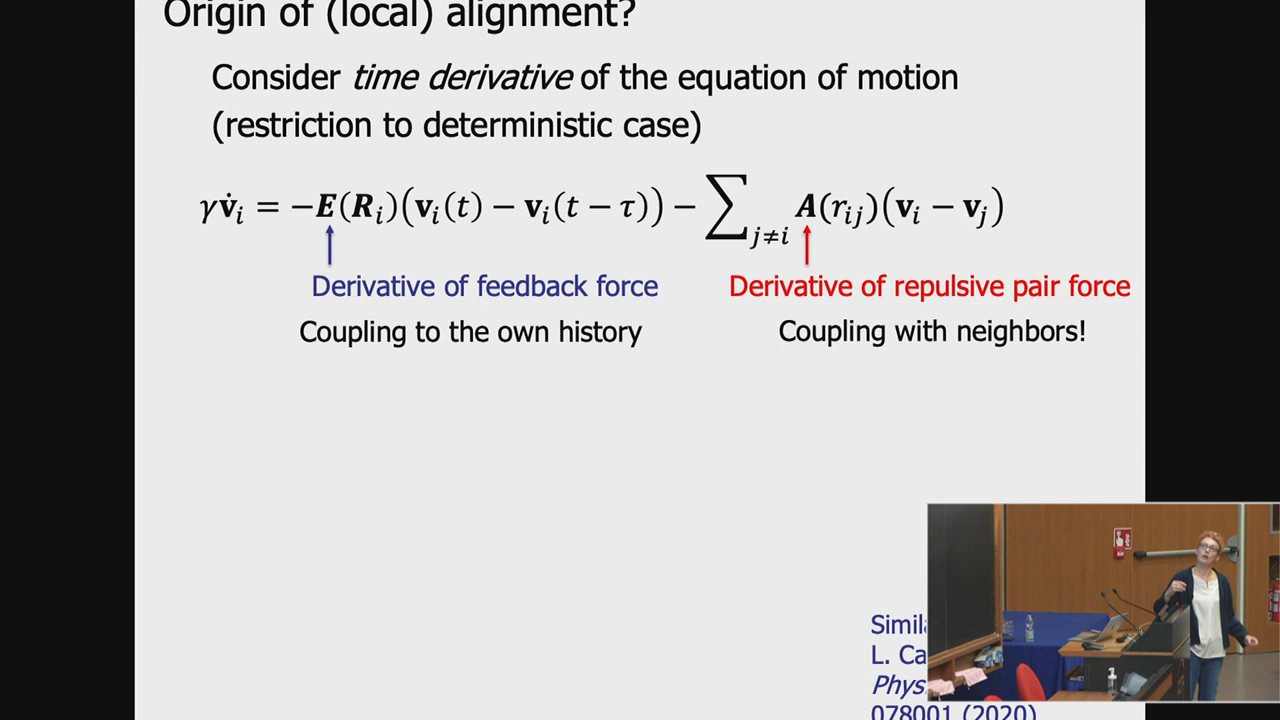 Origin of (local) alignment?
Consider time derivative of the equation of motion
(restriction to deterministic case)
γv̇ᵢ = −E(Rᵢ)(vᵢ(t) − vᵢ(t − τ)) − ∑_{j≠i} A(rᵢⱼ)(vᵢ − vⱼ)
Derivative of feedback force
Derivative of repulsive pair force
Coupling to the own history
Coupling with neighbors!
L.
078001 (2020)